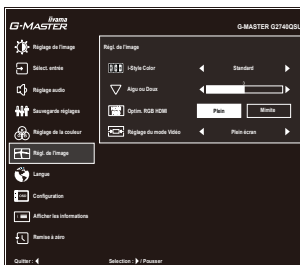 iiyama
G-MASTER
G-MASTER G2740QSU
Réglage de l'image
Sélect. entrée
Réglage audio
Sauvegarde réglages
Réglage de la couleur
Régl. de l'image
Langue
Configuration
Afficher les informations
Remise à zéro
Régl. de l'image
i-Style Color
Standard
Aigu ou Doux
3
Optim. RGB HDMI
Plein
Mimite
Réglage du mode Vidéo
Plein écran
Quitter :
Sélection : / Pousser